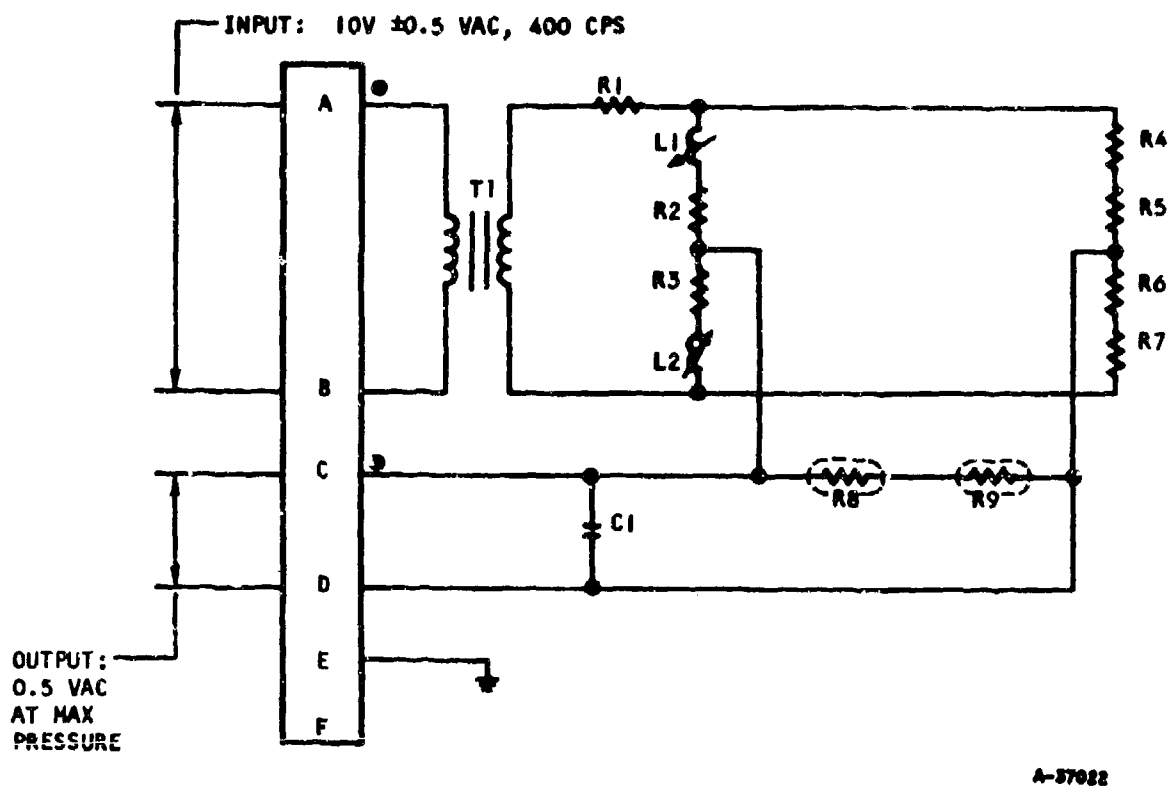 INPUT: 10V ±0.5 VAC, 400 CPS
A
R1
L1
R4
T1
R2
R5
R3
R6
L2
R7
B
C
R8
R9
C1
D
OUTPUT:
0.5 VAC
AT MAX
PRESSURE
E
F
A-37022